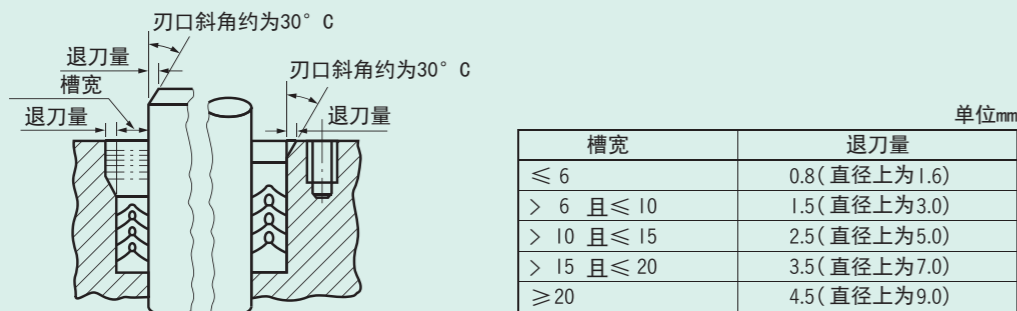 刃口斜角约为30° C
退刀量
槽宽
退刀量
刃口斜角约为30° C
退刀量
单位mm
槽宽 退刀量
≤ 6 0.8(直径上为1.6)
> 6 且≤ 10 1.5(直径上为3.0)
> 10 且≤ 15 2.5(直径上为5.0)
> 15 且≤ 20 3.5(直径上为7.0)
≥20 4.5(直径上为9.0)